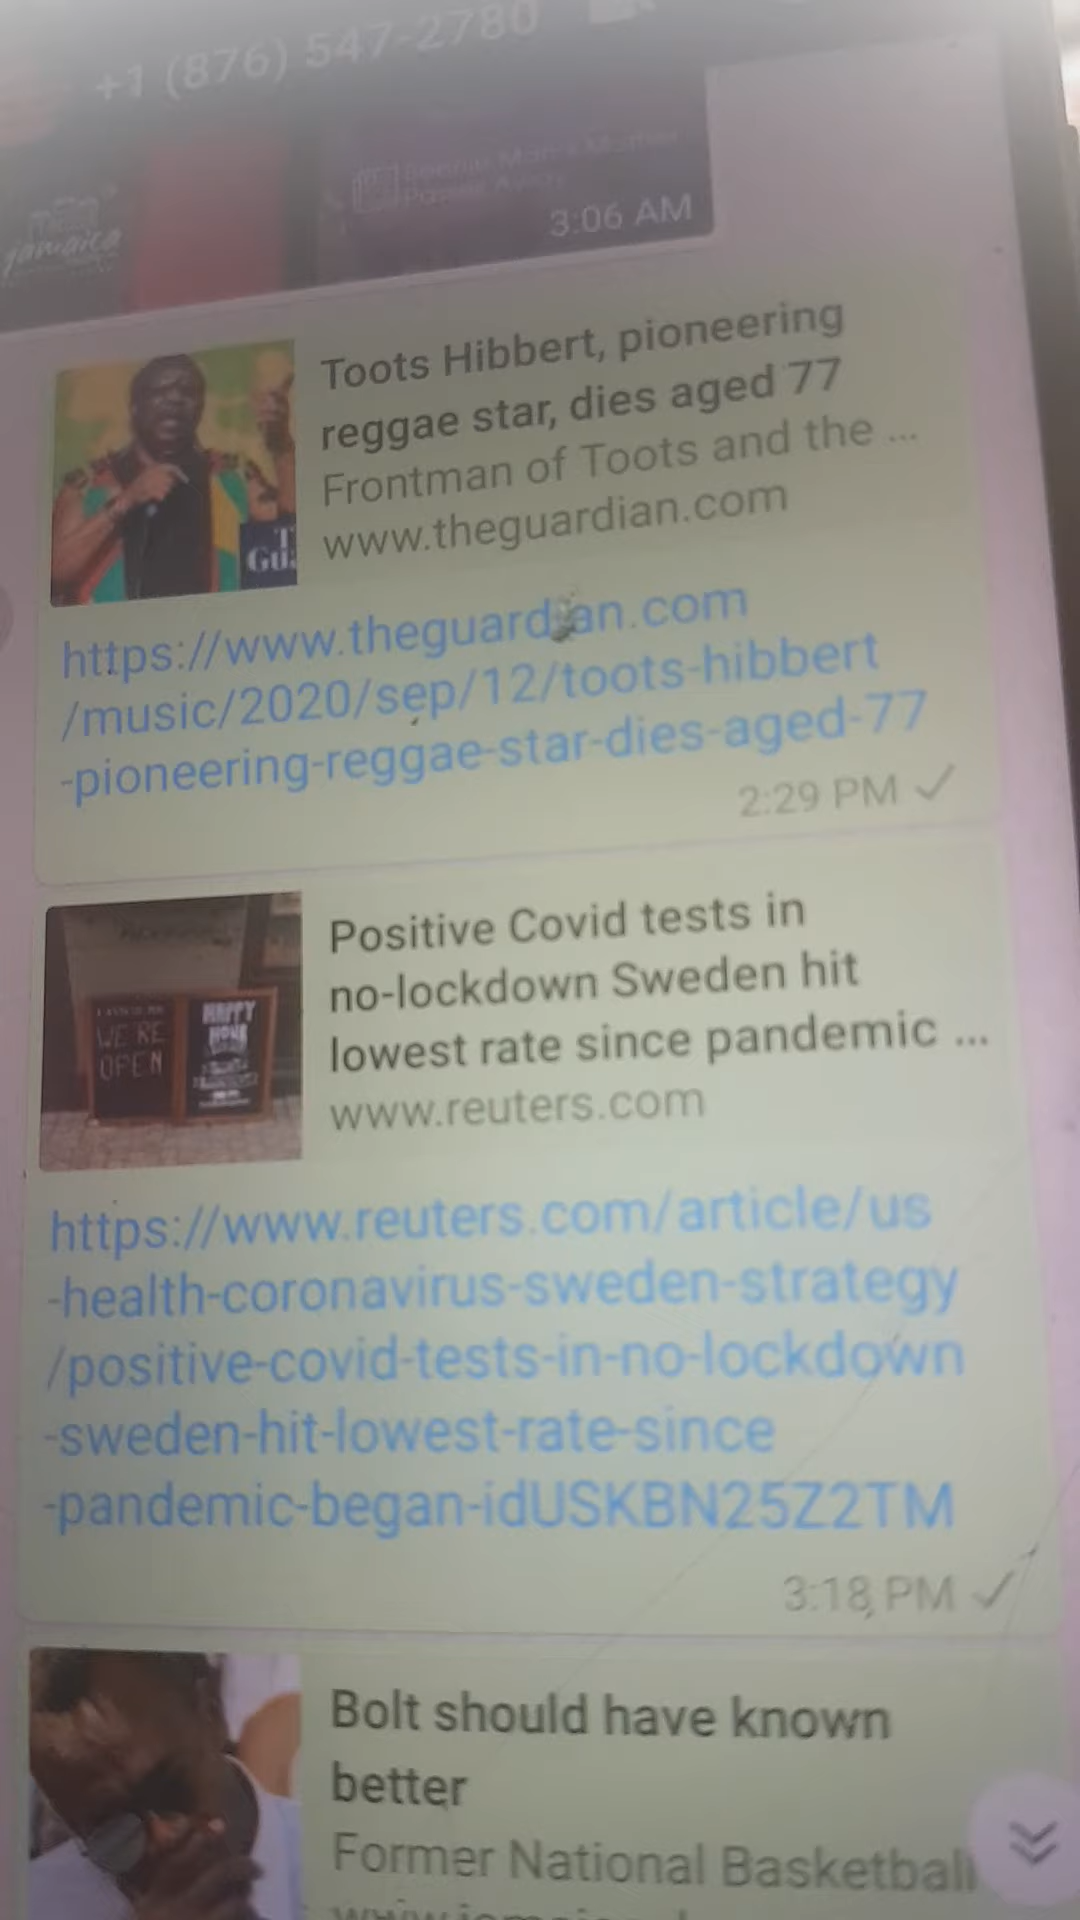 +1 (876) 547-2780
jamaica
3:06 AM
Toots Hibbert, pioneering
reggae star, dies aged 77
Frontman of Toots and the ...
www.theguardian.com
https://www.theguardian.com
/music/2020/sep/12/toots-hibbert
-pioneering-reggae-star-dies-aged-77
2:29 PM
Positive Covid tests in
no-lockdown Sweden hit
lowest rate since pandemic ...
www.reuters.com
WE'RE
OPEN
HAPPY
HOUR
https://www.reuters.com/article/us
-health-coronavirus-sweden-strategy
/positive-covid-tests-in-no-lockdown
-sweden-hit-lowest-rate-since
-pandemic-began-idUSKBN25Z2TM
3:18 PM
Bolt should have known
better
Former National Basketball